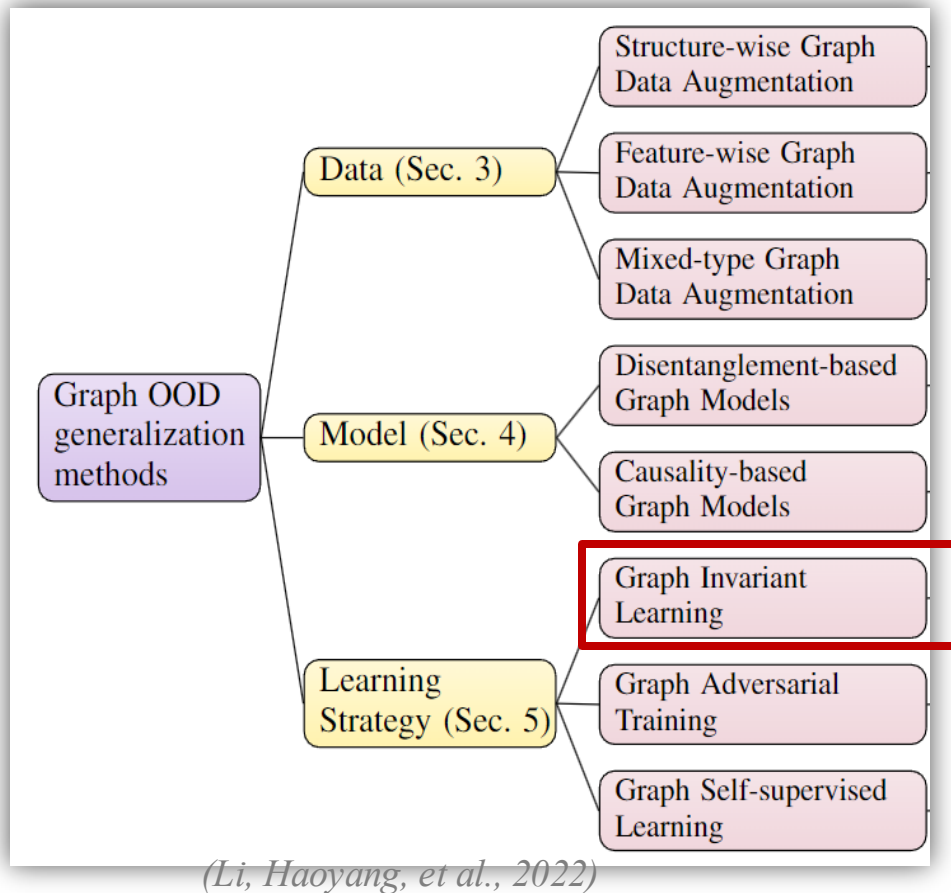 Structure-wise Graph
Data Augmentation
Data (Sec. 3)
Feature-wise Graph
Data Augmentation
Mixed-type Graph
Data Augmentation
Graph OOD
generalization
methods
Model (Sec. 4)
Disentanglement-based
Graph Models
Causality-based
Graph Models
Graph Invariant
Learning
Learning
Strategy (Sec. 5)
Graph Adversarial
Training
Graph Self-supervised
Learning
(Li, Haoyang, et al., 2022)